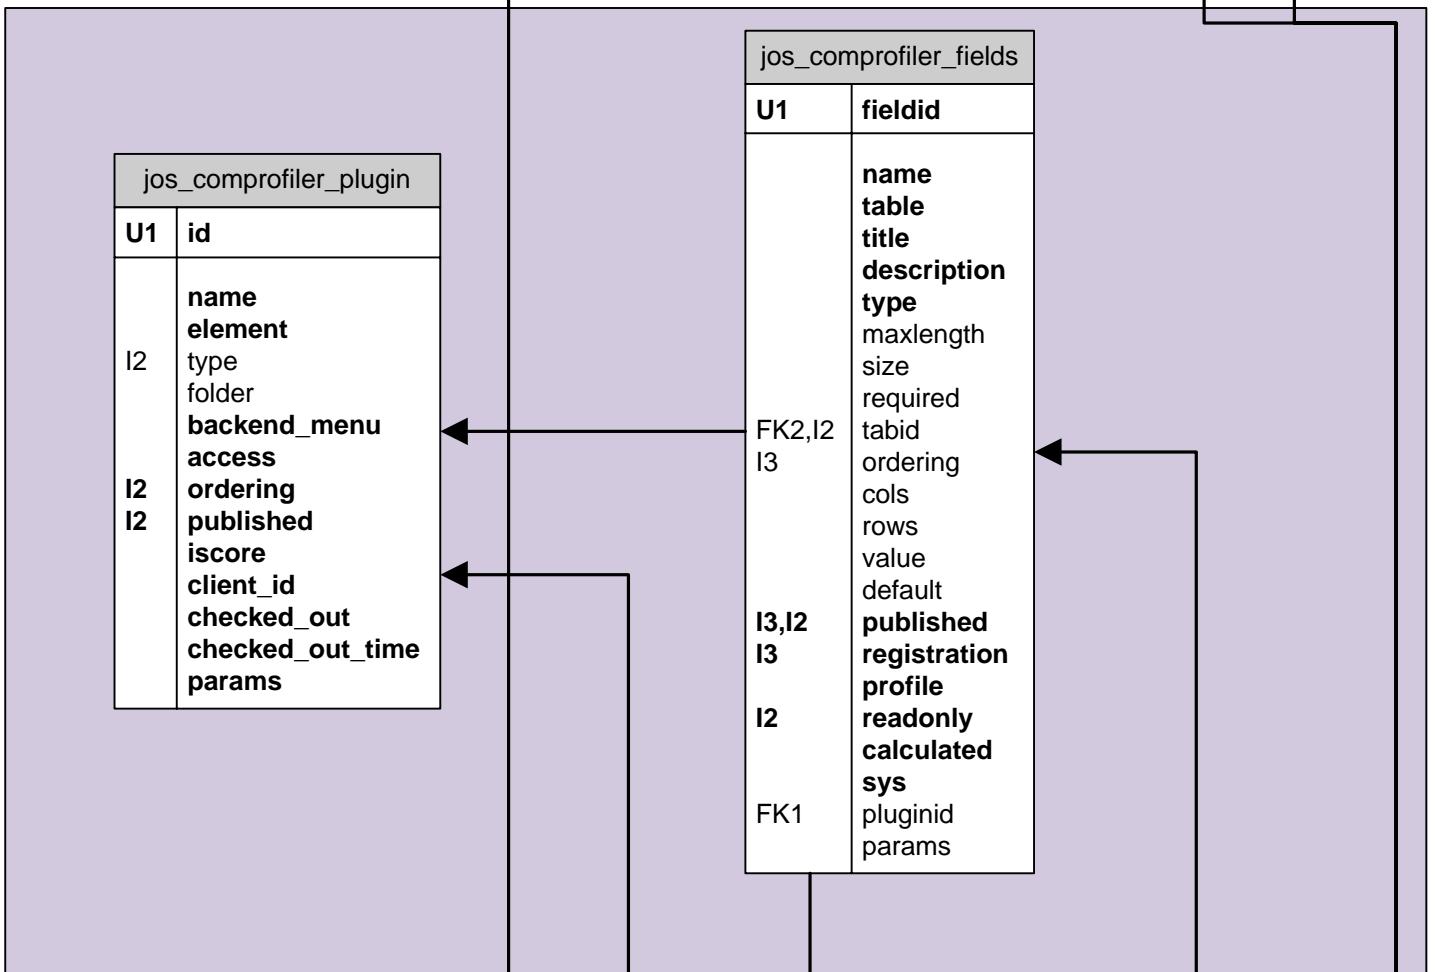 jos_comprofiler_plugin
U1 id
name
element
I2 type
folder
backend_menu
access
I2 ordering
I2 published
iscore
client_id
checked_out
checked_out_time
params
jos_comprofiler_fields
U1 fieldid
name
table
title
description
type
maxlength
size
required
FK2,I2 tabid
I3 ordering
cols
rows
value
default
I3,I2 published
I3 registration
profile
I2 readonly
calculated
sys
FK1 pluginid
params